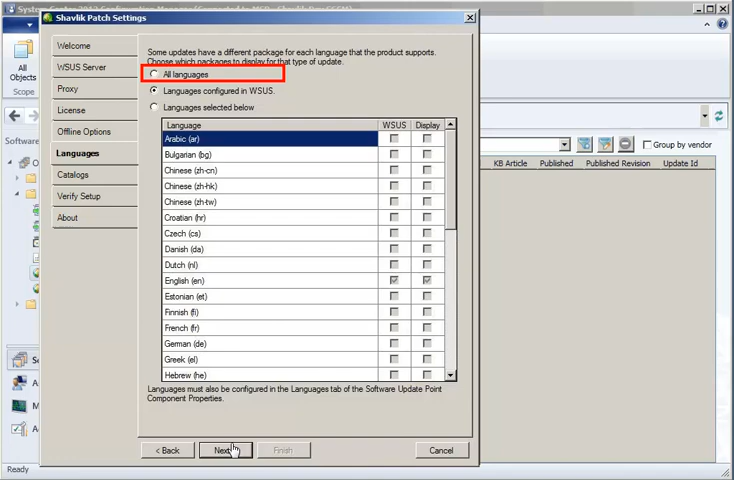 Shavlik Patch Settings
Welcome
WSUS Server
Proxy
License
Offline Options
Languages
Catalogs
Verify Setup
About
Some updates have a different package for each language that the product supports.
Choose which packages to display for that type of update.
All languages
Languages configured in WSUS.
Languages selected below
Language WSUS Display
Arabic (ar)
Bulgarian (bg)
Chinese (zh-cn)
Chinese (zh-hk)
Chinese (zh-tw)
Croatian (hr)
Czech (cs)
Danish (da)
Dutch (nl)
English (en)
Estonian (et)
Finnish (fi)
French (fr)
German (de)
Greek (el)
Hebrew (he)
Languages must also be configured in the Languages tab of the Software Update Point
Component Properties.
< Back
Next
Finish
Cancel
All
Objects
Scope
Software
Group by vendor
KB Article Published Published Revision Update Id
Ready